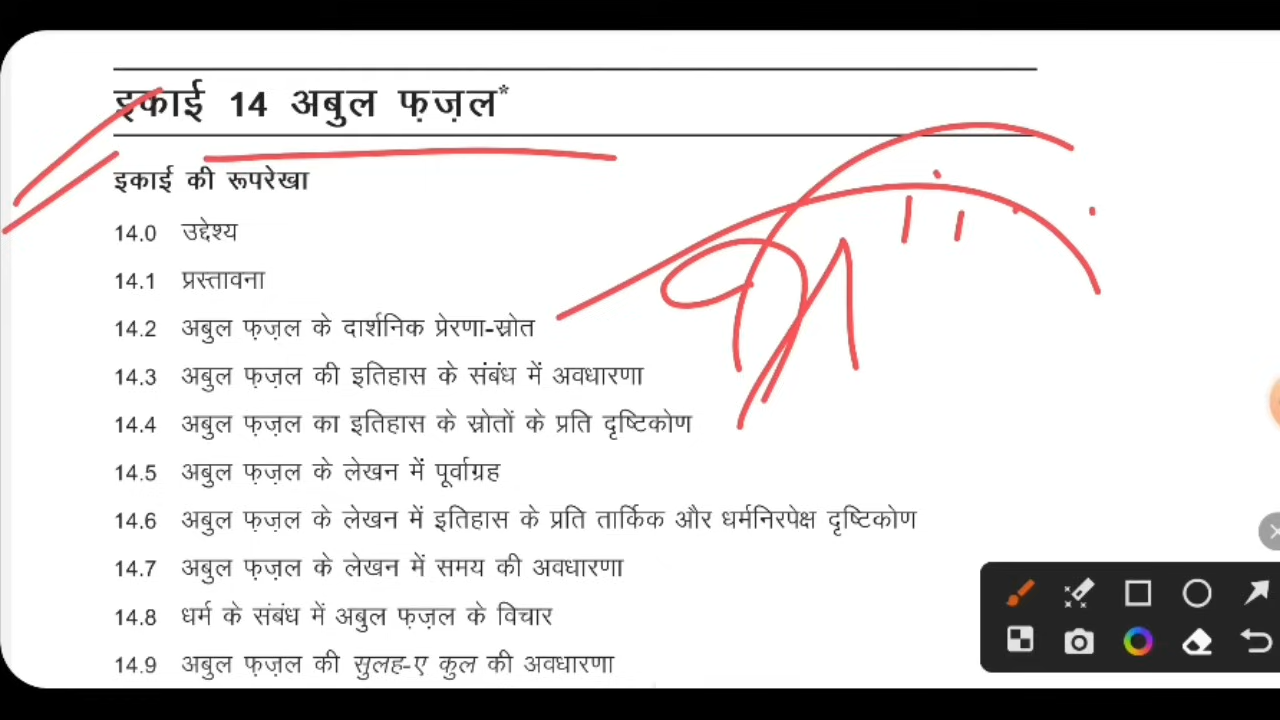 इकाई 14 अबुल फ़ज़ल*
इकाई की रूपरेखा
14.0 उद्देश्य
14.1 प्रस्तावना
14.2 अबुल फ़ज़ल के दार्शनिक प्रेरणा-स्रोत
14.3 अबुल फ़ज़ल की इतिहास के संबंध में अवधारणा
14.4 अबुल फ़ज़ल का इतिहास के स्रोतों के प्रति दृष्टिकोण
14.5 अबुल फ़ज़ल के लेखन में पूर्वाग्रह
14.6 अबुल फ़ज़ल के लेखन में इतिहास के प्रति तार्किक और धर्मनिरपेक्ष दृष्टिकोण
14.7 अबुल फ़ज़ल के लेखन में समय की अवधारणा
14.8 धर्म के संबंध में अबुल फ़ज़ल के विचार
14.9 अबुल फ़ज़ल की सुलह-ए कुल की अवधारणा